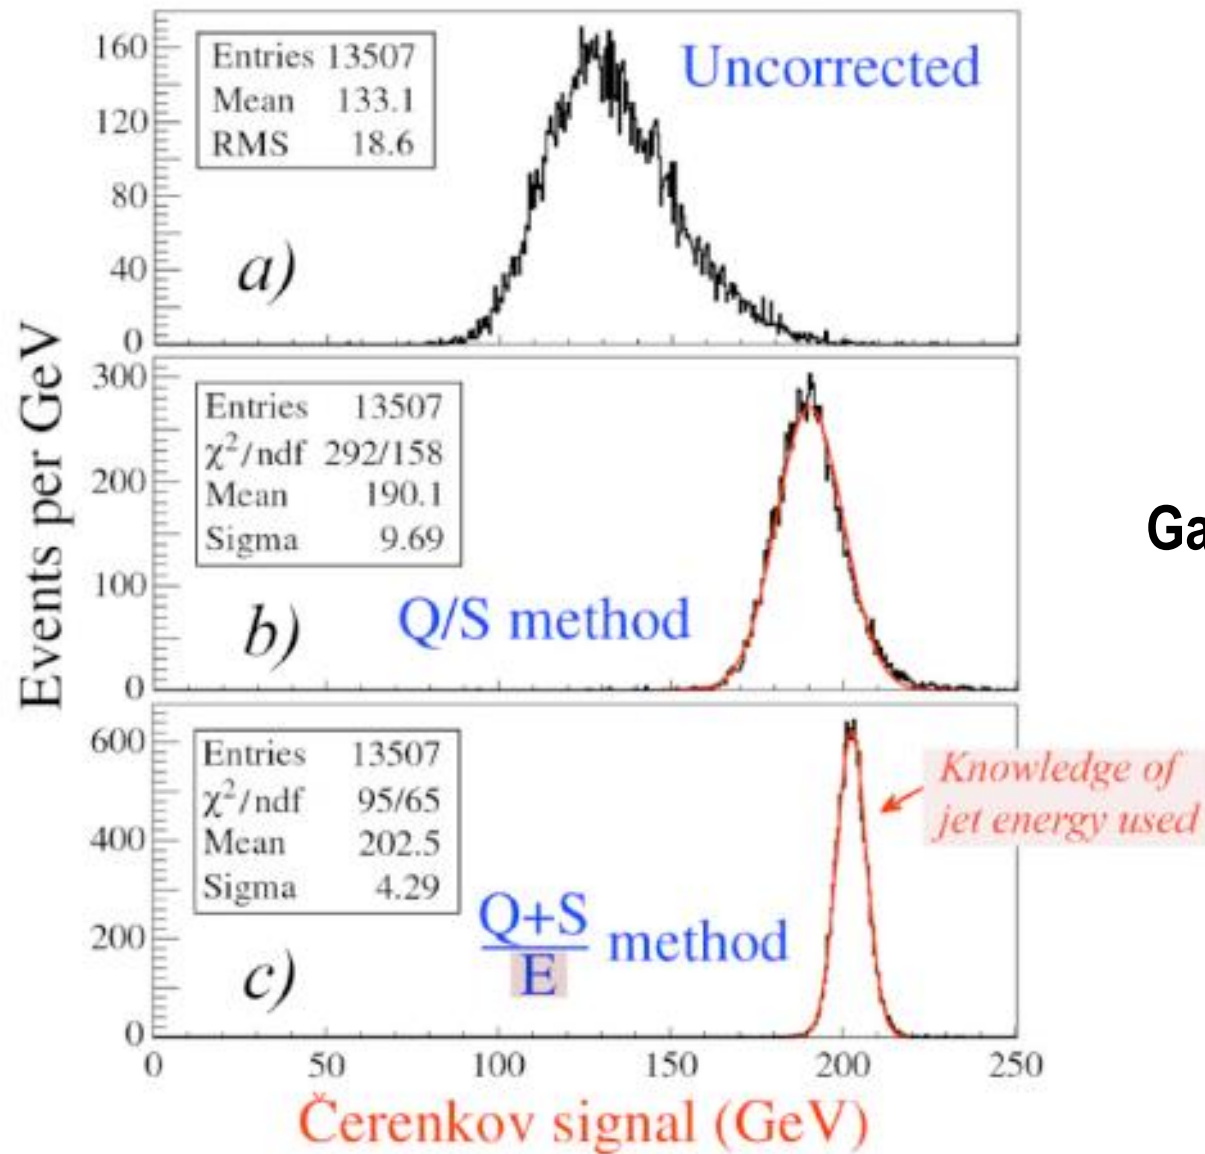 Events per GeV
160
120
80
40
0
Entries 13507
Mean 133.1
RMS 18.6
Uncorrected
a)
300
200
100
0
Entries 13507
χ²/ndf 292/158
Mean 190.1
Sigma 9.69
Q/S method
b)
Ga
600
400
200
0
Entries 13507
χ²/ndf 95/65
Mean 202.5
Sigma 4.29
Knowledge of
jet energy used
Q+S
E
method
c)
0 50 100 150 200 250
Čerenkov signal (GeV)